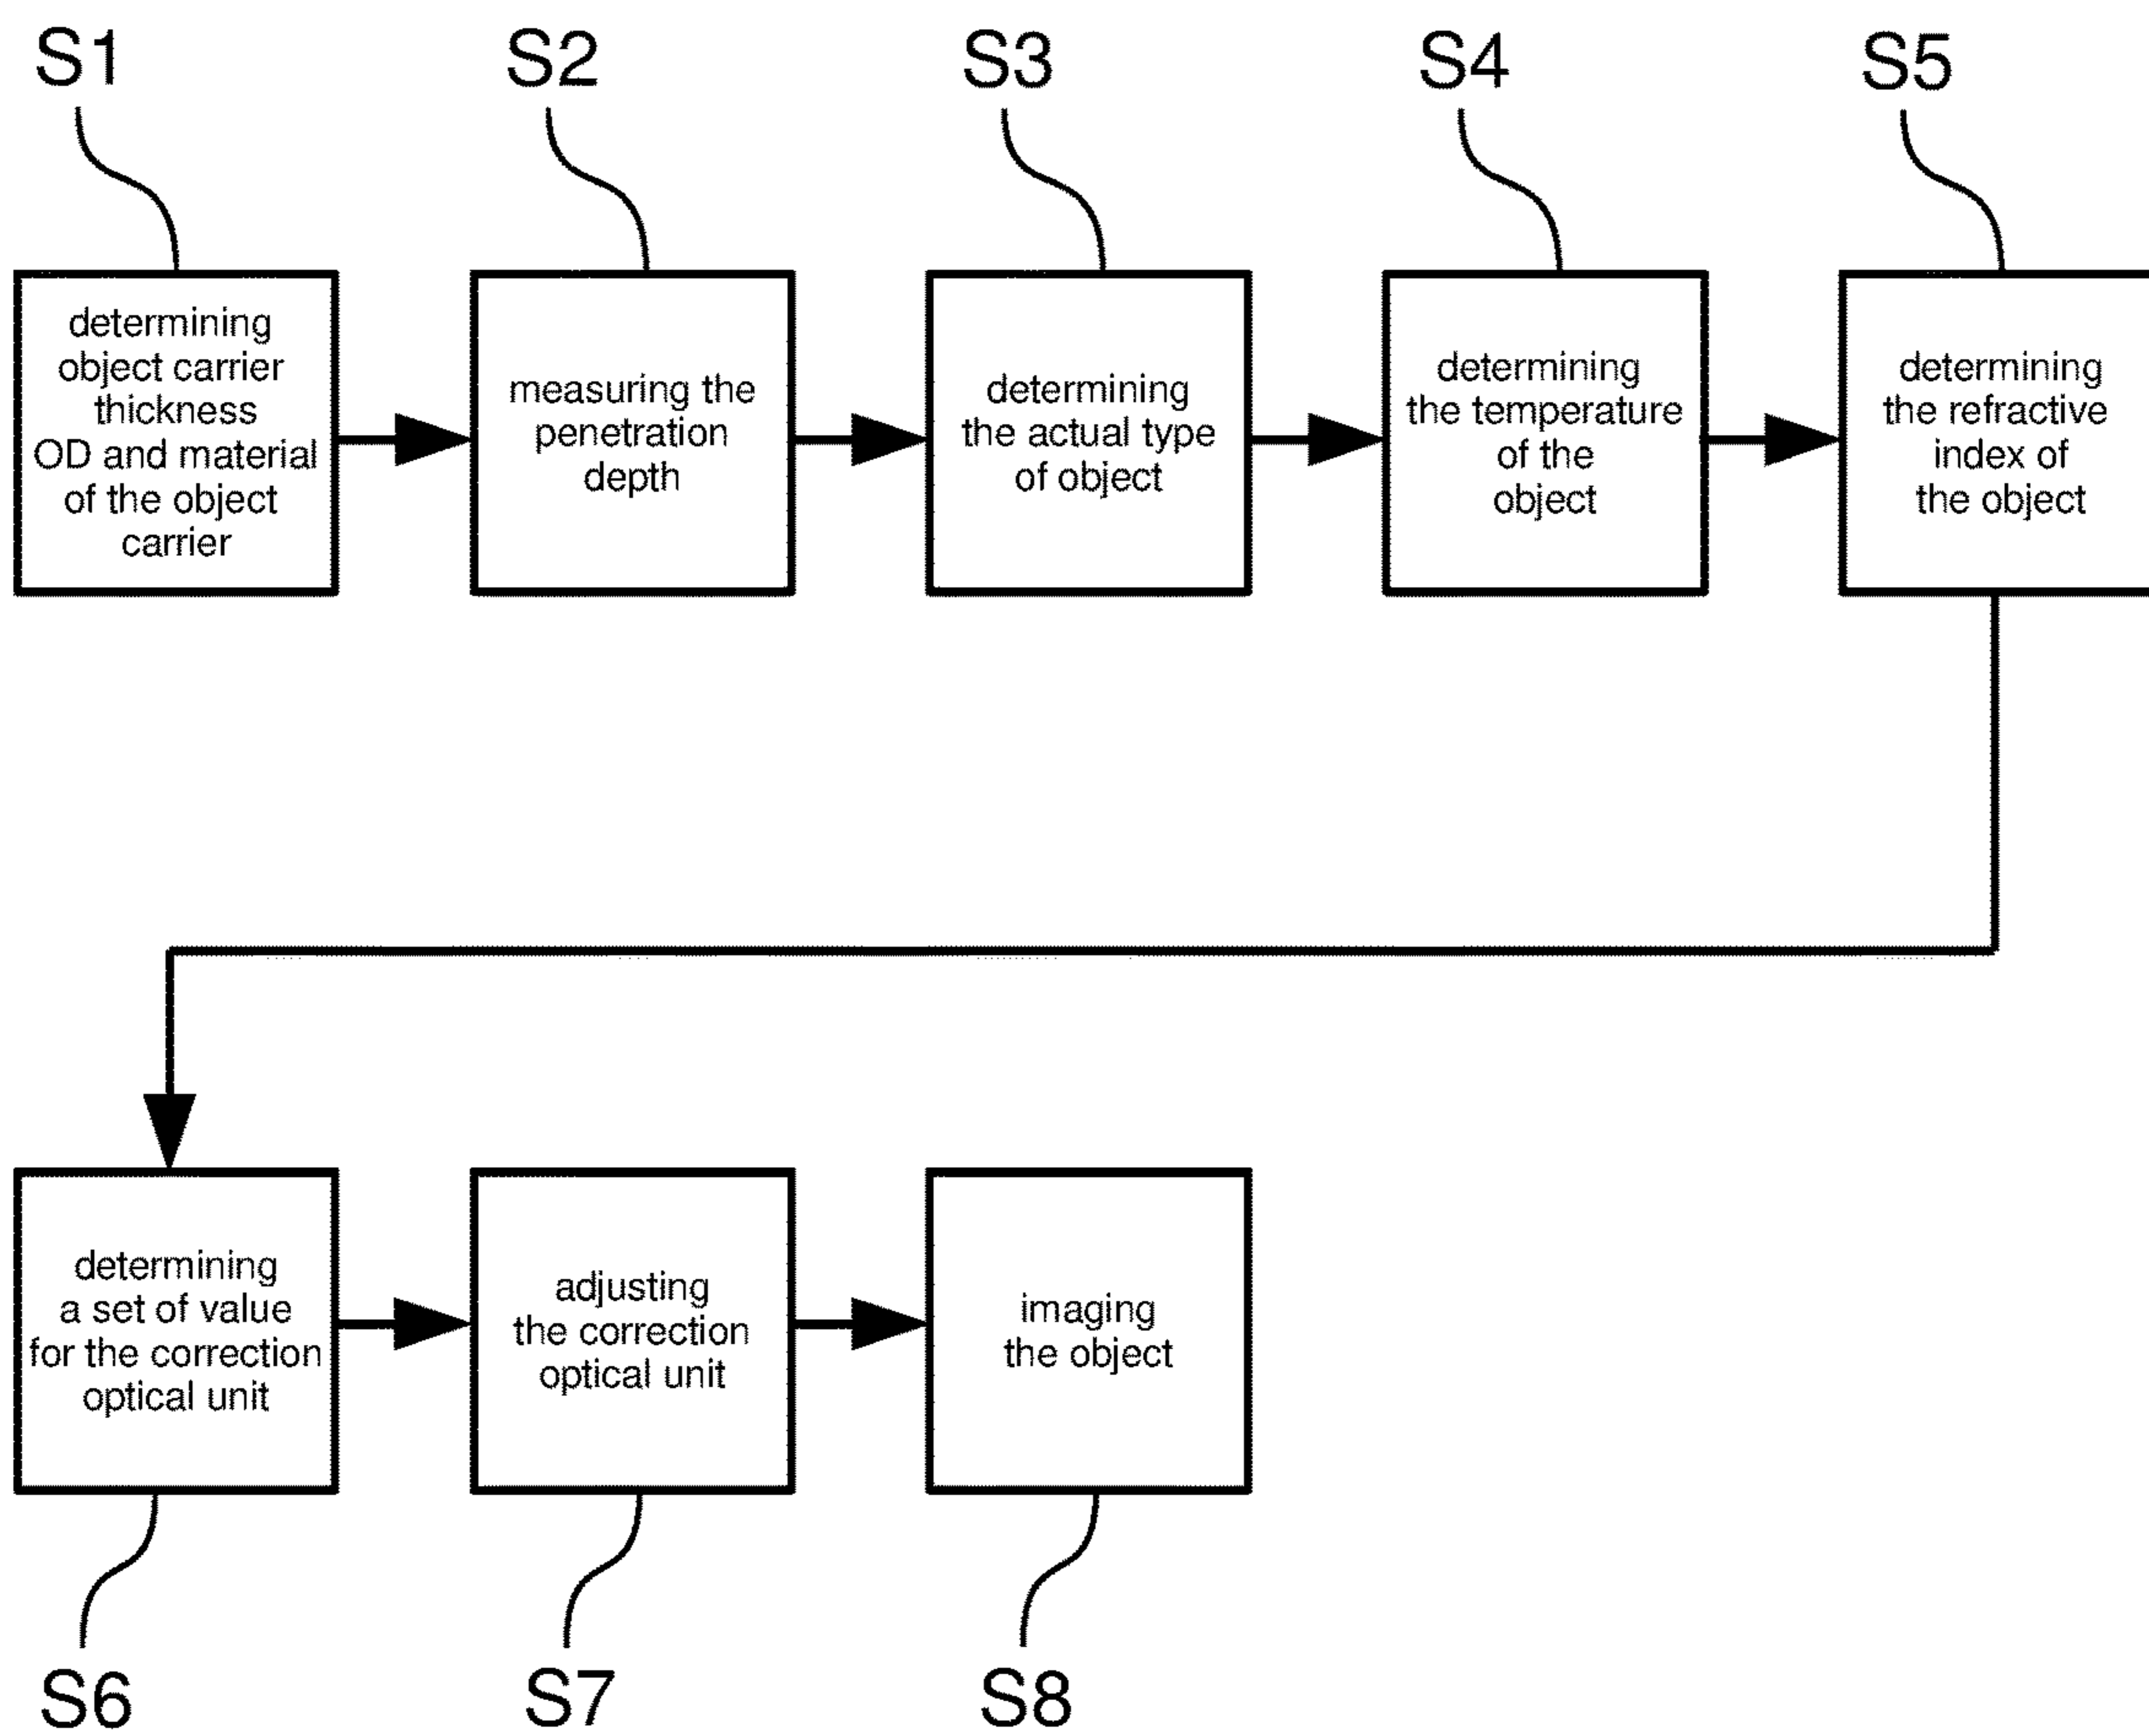 S1
S2
S3
S4
S5
determining
object carrier
thickness
OD and material
of the object
carrier
measuring the
penetration
depth
determining
the actual type
of object
determining
the temperature
of the
object
determining
the refractive
index of
the object
determining
a set of value
for the correction
optical unit
adjusting
the correction
optical unit
imaging
the object
S6
S7
S8